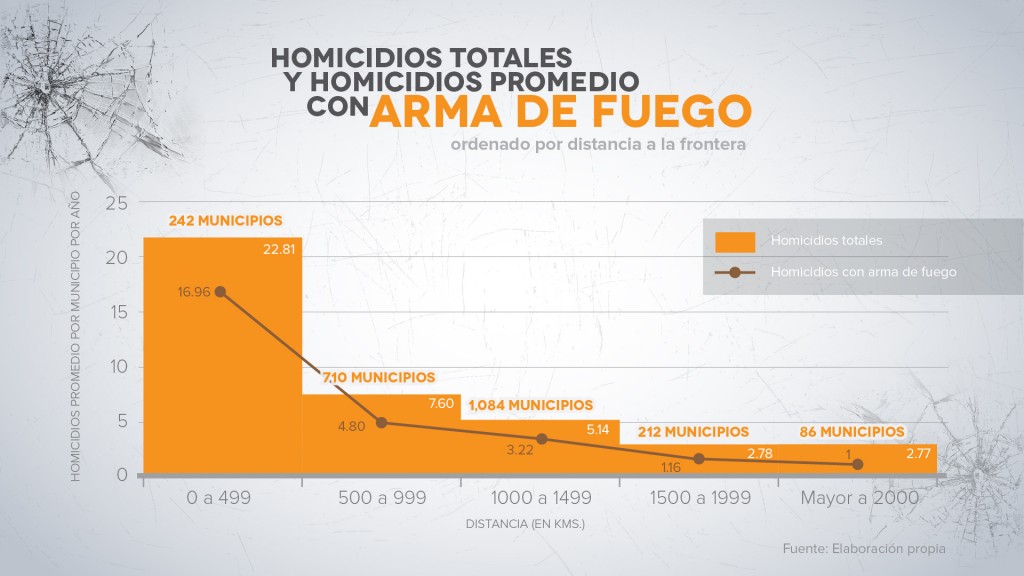 HOMICIDIOS TOTALES
Y HOMICIDIOS PROMEDIO
CON ARMA DE FUEGO
ordenado por distancia a la frontera
HOMICIDIOS PROMEDIO POR MUNICIPIO POR AÑO
25
20
15
10
5
0
242 MUNICIPIOS
22.81
16.96
710 MUNICIPIOS
7.60
4.80
1,084 MUNICIPIOS
5.14
3.22
212 MUNICIPIOS
2.78
1.16
86 MUNICIPIOS
1
2.77
Homicidios totales
Homicidios con arma de fuego
0 a 499
500 a 999
1000 a 1499
1500 a 1999
Mayor a 2000
DISTANCIA (EN KMS.)
Fuente: Elaboración propia